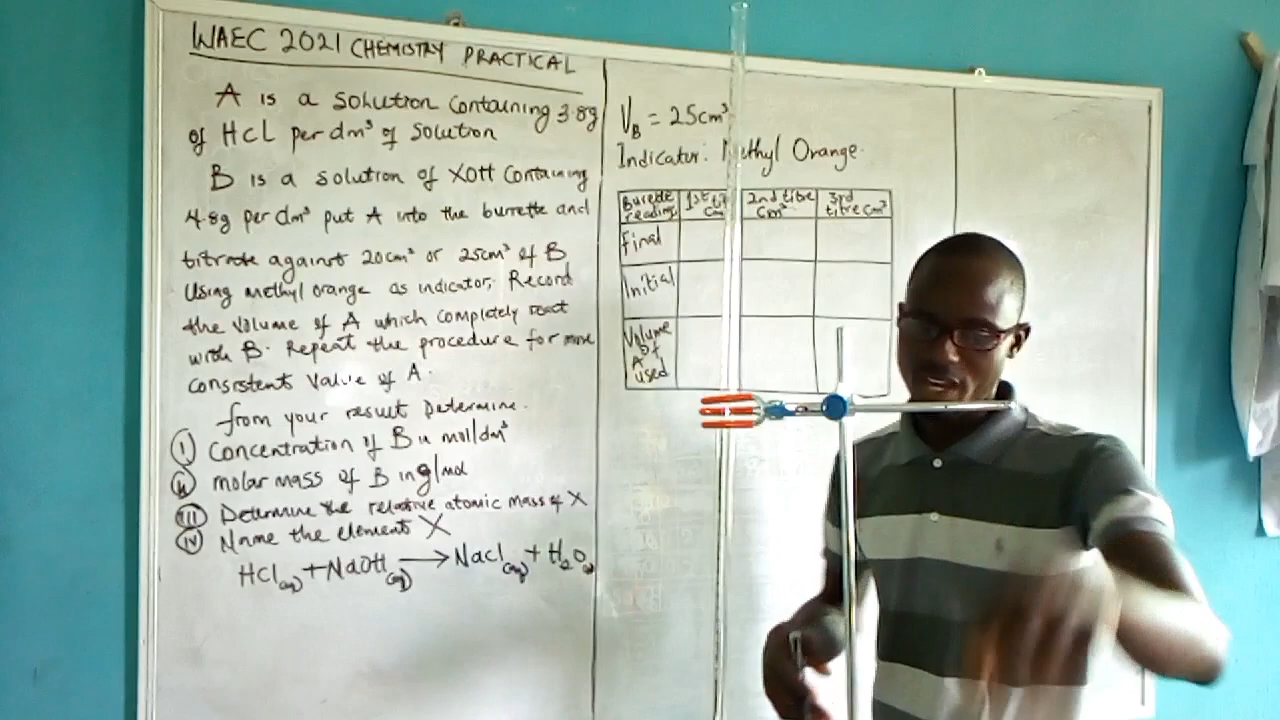 WAEC 2021 CHEMISTRY PRACTICAL
A is a solution containing 3.8g
of HCL per dm³ of solution
B is a solution of XOH containing
4.8g per dm³ put A into the burette and
titrate against 20cm³ or 25cm³ of B
Using methyl orange as indicator. Record
the volume of A which completely react
with B. Repeat the procedure for more
consistent value of A.
from your result Determine.
(I) Concentration of B in mol/dm³
(II) molar mass of B in g/mol
(III) Determine the relative atomic mass of X
(IV) Name the element X
HCl(aq) + NaOH(aq) → NaCl(aq) + H₂O(l)
V_B = 25cm³
Indicator: Methyl Orange.
Burette reading 1st cm 2nd titre cm³ 3rd titre cm³
Final
Initial
Volume
of
A
used